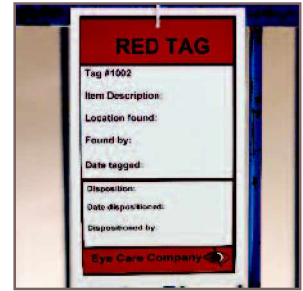 RED TAG
Tag #1002
Item Description:
Location found:
Found by:
Date tagged:
Disposition:
Date dispositioned:
Dispositioned by:
Eye Care Company